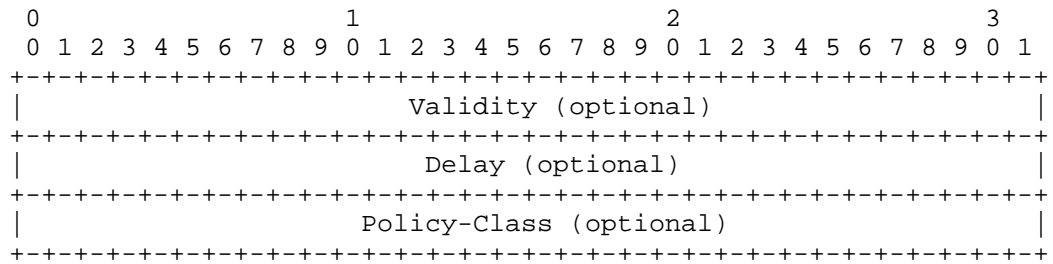 0                   1                   2                   3
 0 1 2 3 4 5 6 7 8 9 0 1 2 3 4 5 6 7 8 9 0 1 2 3 4 5 6 7 8 9 0 1
+-+-+-+-+-+-+-+-+-+-+-+-+-+-+-+-+-+-+-+-+-+-+-+-+-+-+-+-+-+-+-+-+
|                        Validity (optional)                    |
+-+-+-+-+-+-+-+-+-+-+-+-+-+-+-+-+-+-+-+-+-+-+-+-+-+-+-+-+-+-+-+-+
|                         Delay (optional)                      |
+-+-+-+-+-+-+-+-+-+-+-+-+-+-+-+-+-+-+-+-+-+-+-+-+-+-+-+-+-+-+-+-+
|                     Policy-Class (optional)                   |
+-+-+-+-+-+-+-+-+-+-+-+-+-+-+-+-+-+-+-+-+-+-+-+-+-+-+-+-+-+-+-+-+